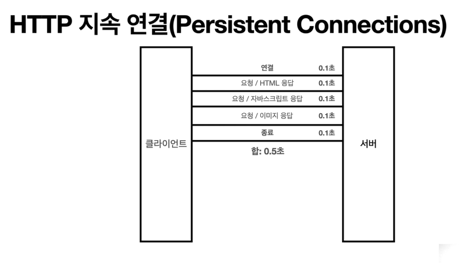 HTTP 지속 연결(Persistent Connections)
연결 0.1초
요청 / HTML 응답 0.1초
요청 / 자바스크립트 응답 0.1초
요청 / 이미지 응답 0.1초
종료 0.1초
클라이언트
서버
합: 0.5초